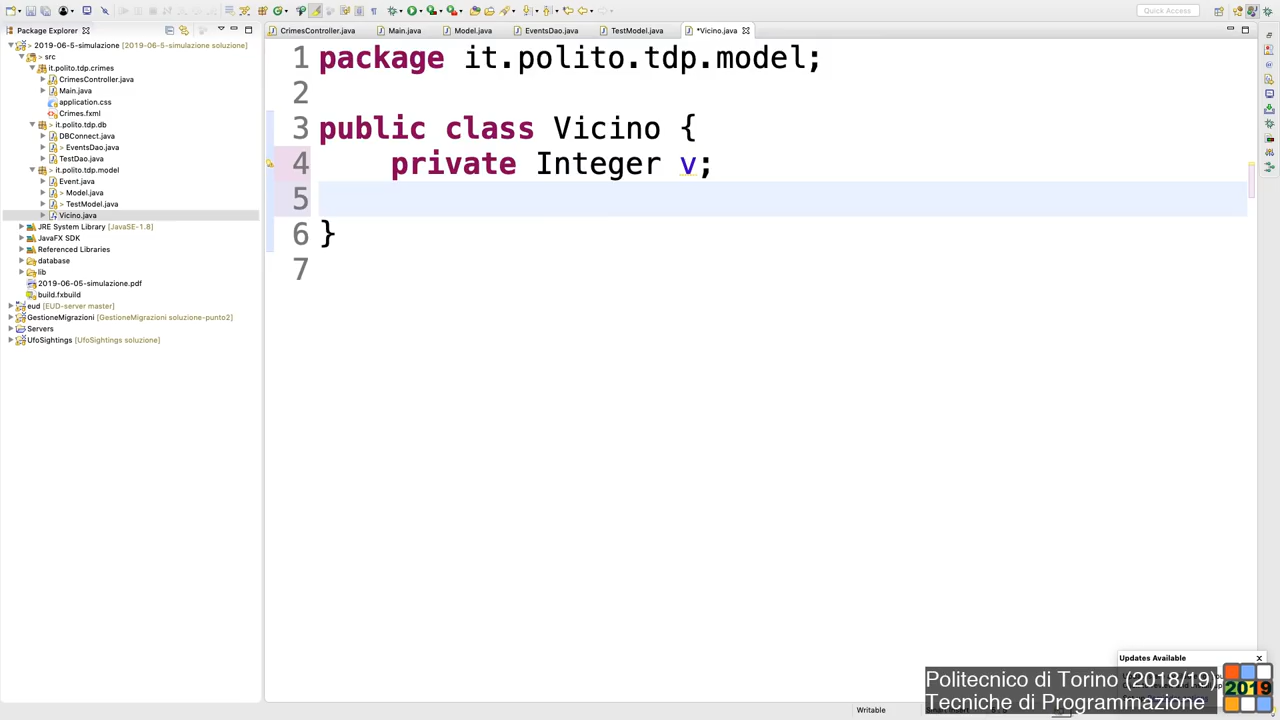 Quick Access
Package Explorer
2019-06-5-simulazione [2019-06-5-simulazione soluzione]
> src
it.polito.tdp.crimes
CrimesController.java
Main.java
application.css
Crimes.fxml
> it.polito.tdp.db
DBConnect.java
> EventsDao.java
TestDao.java
> it.polito.tdp.model
Event.java
> Model.java
> TestModel.java
Vicino.java
JRE System Library [JavaSE-1.8]
JavaFX SDK
Referenced Libraries
database
lib
2019-06-05-simulazione.pdf
build.fxbuild
eud [EUD-server master]
GestioneMigrazioni [GestioneMigrazioni soluzione-punto2]
Servers
UfoSightings [UfoSightings soluzione]
CrimesController.java Main.java Model.java EventsDao.java TestModel.java *Vicino.java
1 package it.polito.tdp.model;
2
3 public class Vicino {
4 private Integer v;
5
6 }
7
Updates Available
Politecnico di Torino (2018/19)
Tecniche di Programmazione
2019
Writable